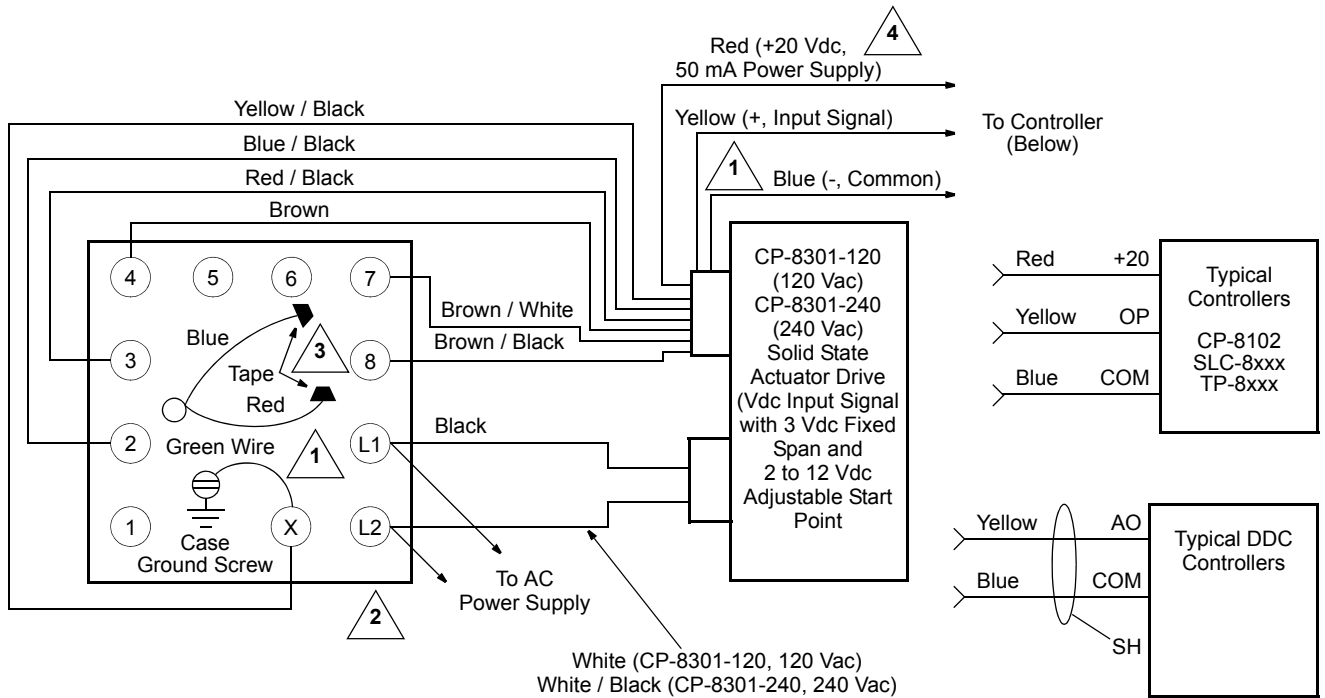 Red (+20 Vdc,
50 mA Power Supply)
4
Yellow (+, Input Signal)
To Controller
(Below)
1
Blue (-, Common)
Yellow / Black
Blue / Black
Red / Black
Brown
4
5
6
7
Brown / White
Brown / Black
3
Blue
Tape
Red
3
8
2
Green Wire
1
L1
Black
1
Case
Ground Screw
X
L2
2
To AC
Power Supply
White (CP-8301-120, 120 Vac)
White / Black (CP-8301-240, 240 Vac)
CP-8301-120
(120 Vac)
CP-8301-240
(240 Vac)
Solid State
Actuator Drive
(Vdc Input Signal
with 3 Vdc Fixed
Span and
2 to 12 Vdc
Adjustable Start
Point
Red +20
Yellow OP
Blue COM
Typical
Controllers
CP-8102
SLC-8xxx
TP-8xxx
Yellow AO
Blue COM
SH
Typical DDC
Controllers